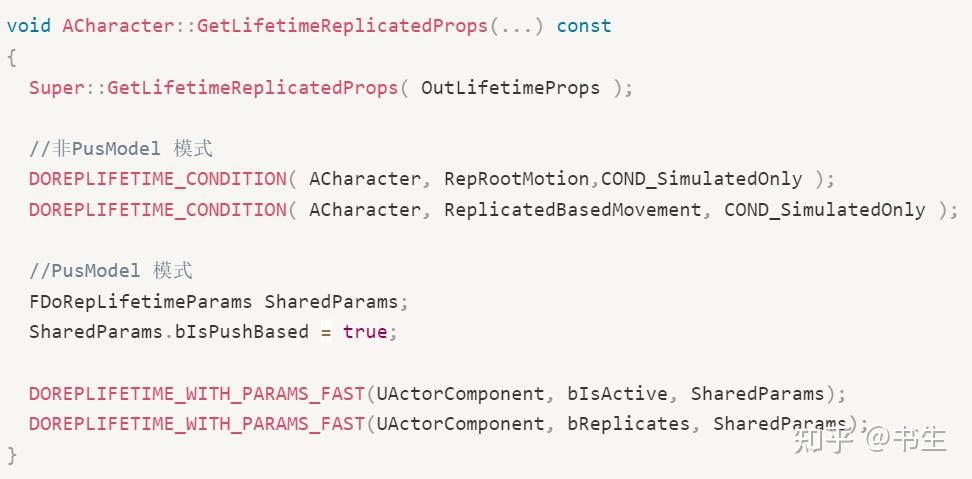 void ACharacter::GetLifetimeReplicatedProps(...) const
{
Super::GetLifetimeReplicatedProps( OutLifetimeProps );
//非PusModel 模式
DOREPLIFETIME_CONDITION( ACharacter, RepRootMotion,COND_SimulatedOnly );
DOREPLIFETIME_CONDITION( ACharacter, ReplicatedBasedMovement, COND_SimulatedOnly );
//PusModel 模式
FDoRepLifetimeParams SharedParams;
SharedParams.bIsPushBased = true;
DOREPLIFETIME_WITH_PARAMS_FAST(UActorComponent, bIsActive, SharedParams);
DOREPLIFETIME_WITH_PARAMS_FAST(UActorComponent, bReplicates, SharedParams);
}
知乎 @书生